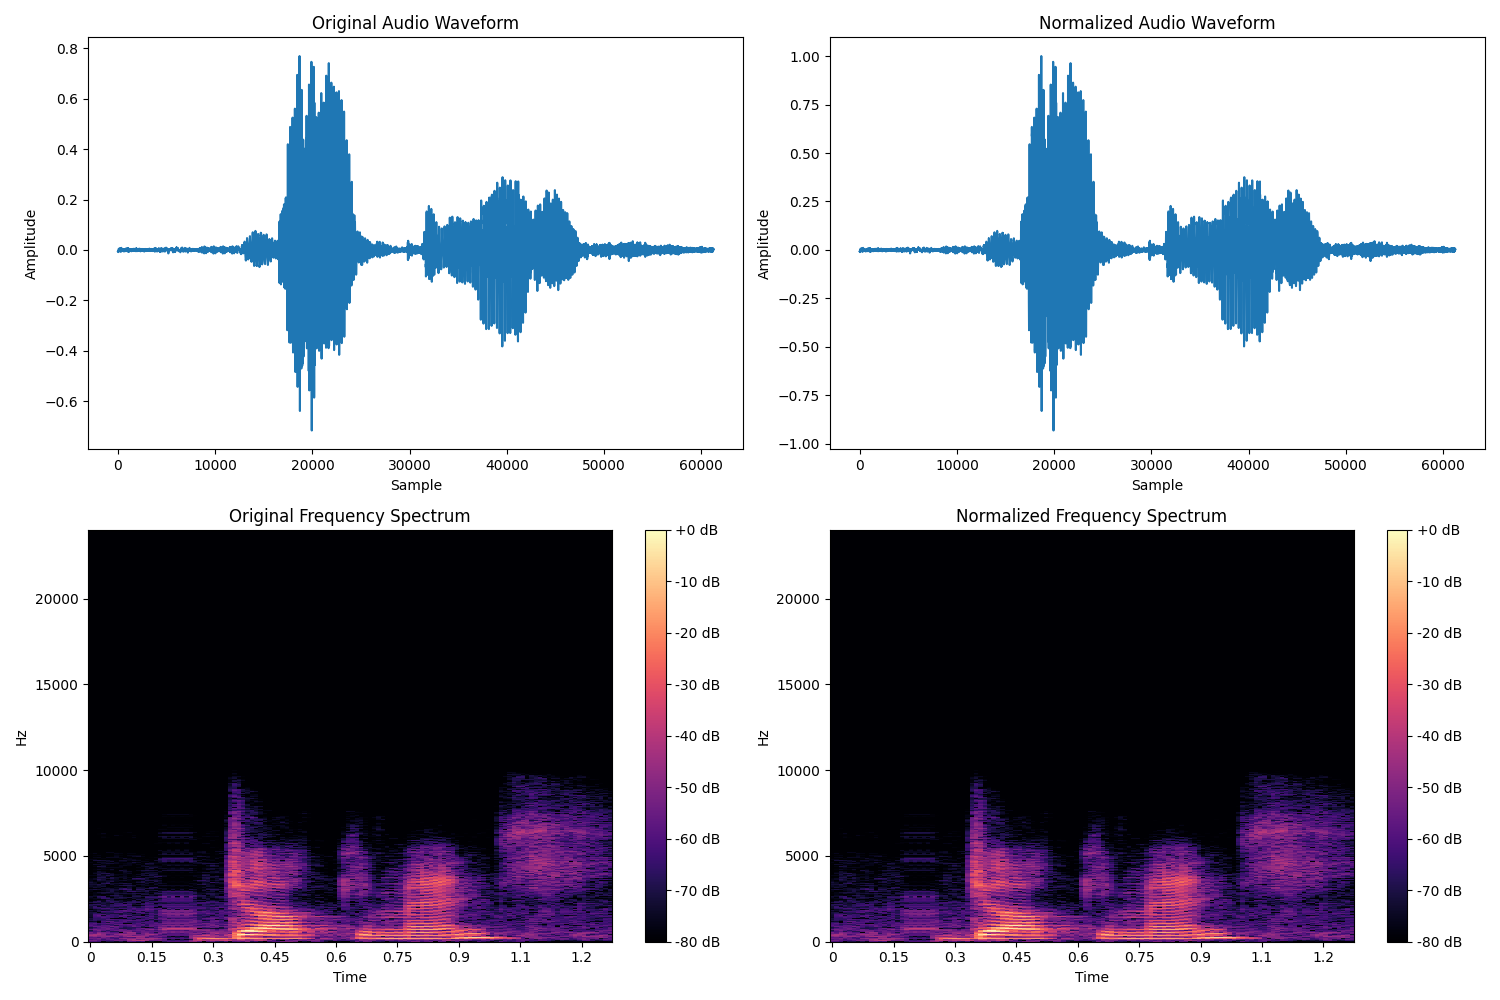 Original Audio Waveform
Normalized Audio Waveform
0.8
0.6
0.4
0.2
0.0
−0.2
−0.4
−0.6
Amplitude
0 10000 20000 30000 40000 50000 60000
Sample
1.00
0.75
0.50
0.25
0.00
−0.25
−0.50
−0.75
−1.00
Amplitude
0 10000 20000 30000 40000 50000 60000
Sample
Original Frequency Spectrum
20000
15000
10000
5000
0
Hz
0 0.15 0.3 0.45 0.6 0.75 0.9 1.1 1.2
Time
+0 dB
-10 dB
-20 dB
-30 dB
-40 dB
-50 dB
-60 dB
-70 dB
-80 dB
Normalized Frequency Spectrum
20000
15000
10000
5000
0
Hz
0 0.15 0.3 0.45 0.6 0.75 0.9 1.1 1.2
Time
+0 dB
-10 dB
-20 dB
-30 dB
-40 dB
-50 dB
-60 dB
-70 dB
-80 dB